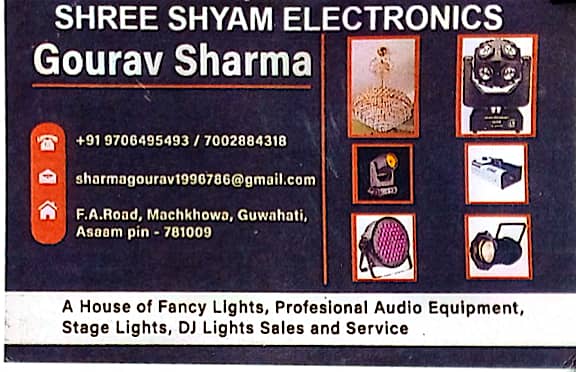 SHREE SHYAM ELECTRONICS
Gourav Sharma
+91 9706495493 / 7002884318
sharmagourav1996786@gmail.com
F.A.Road, Machkhowa, Guwahati,
Asaam pin - 781009
A House of Fancy Lights, Profesional Audio Equipment,
Stage Lights, DJ Lights Sales and Service